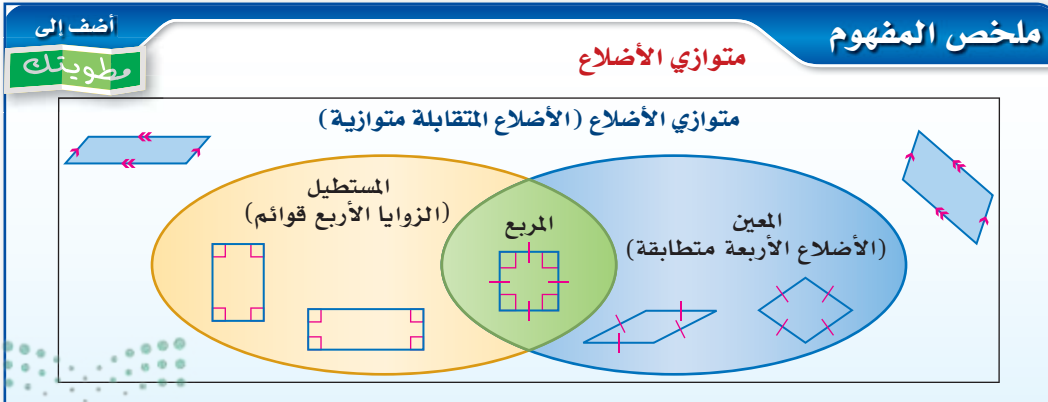 ملخص المفهوم
أضف إلى
مطويتك
متوازي الأضلاع
متوازي الأضلاع (الأضلاع المتقابلة متوازية)
المعين
(الأضلاع الأربعة متطابقة)
المربع
المستطيل
(الزوايا الأربع قوائم)